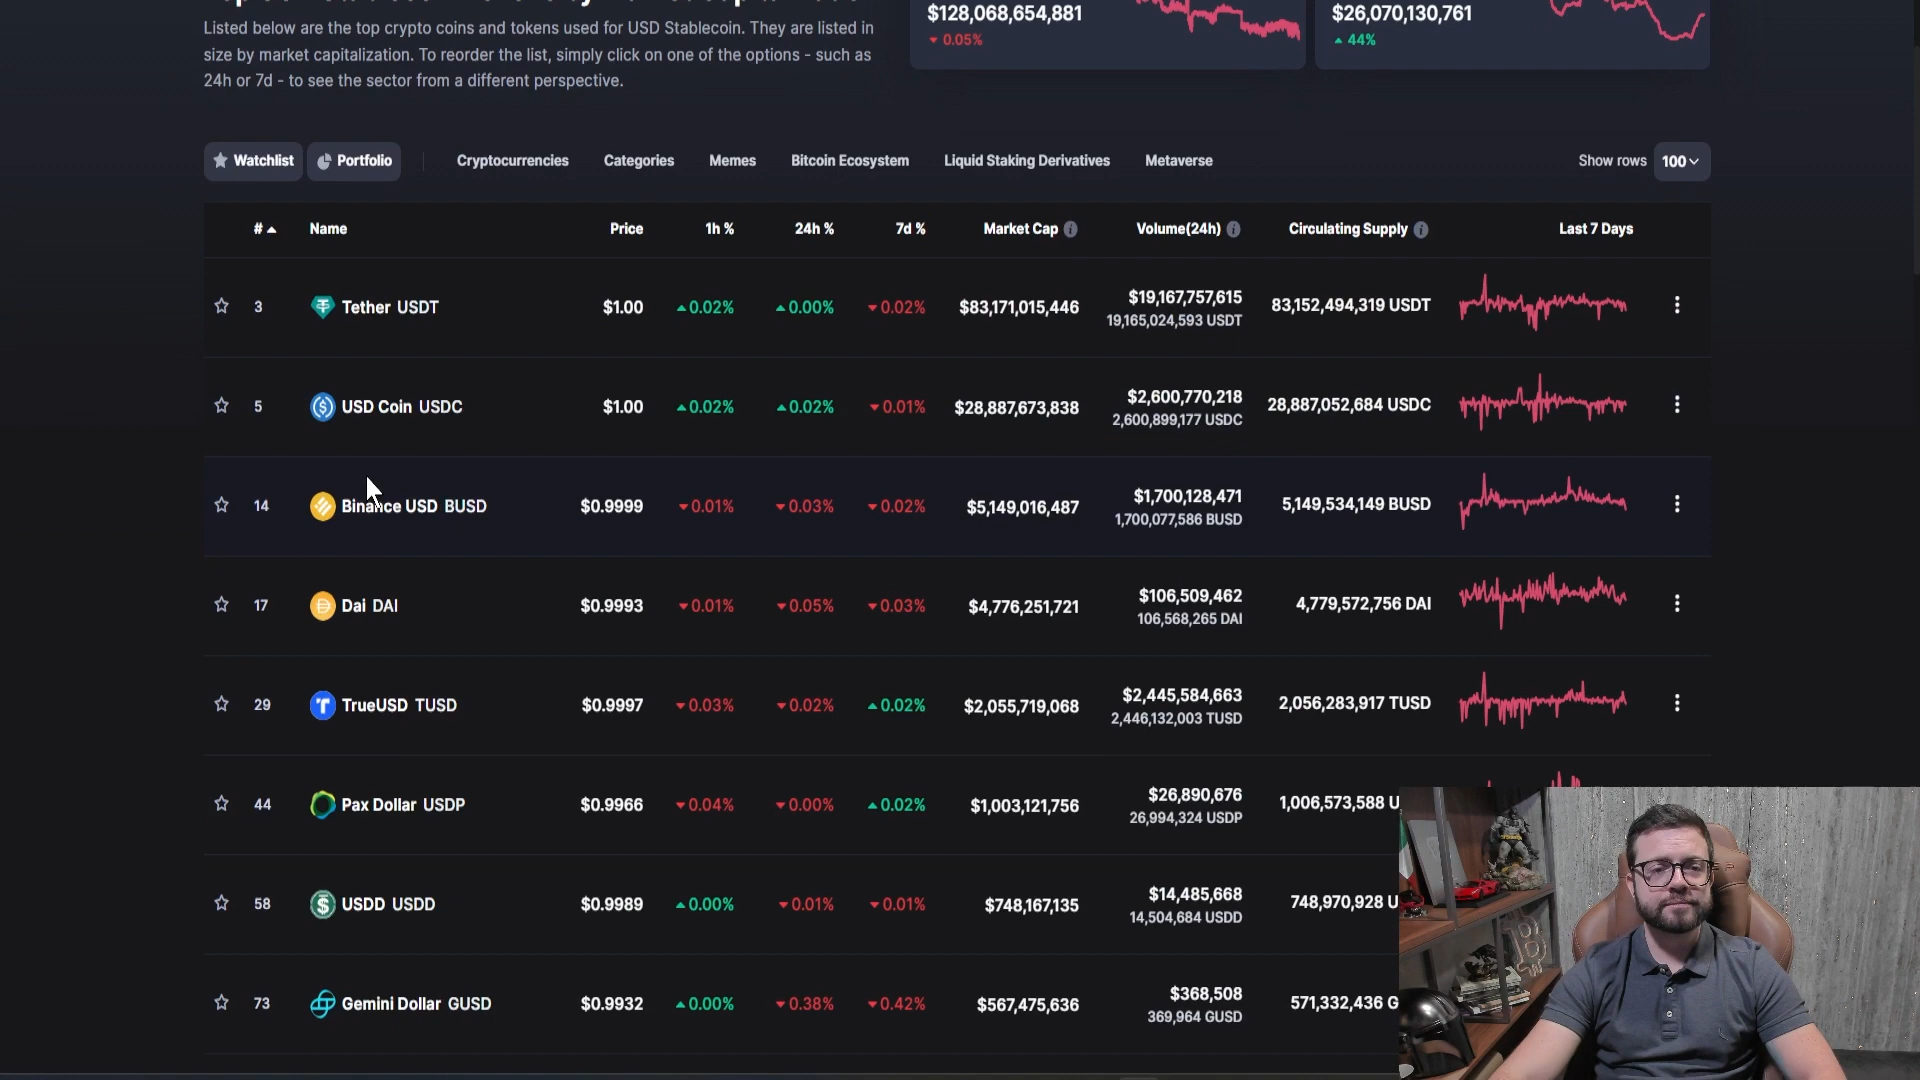 $128,068,654,881
0.05%
$26,070,130,761
44%
Listed below are the top crypto coins and tokens used for USD Stablecoin. They are listed in
size by market capitalization. To reorder the list, simply click on one of the options - such as
24h or 7d - to see the sector from a different perspective.
Watchlist Portfolio Cryptocurrencies Categories Memes Bitcoin Ecosystem Liquid Staking Derivatives Metaverse Show rows 100
# Name Price 1h % 24h % 7d % Market Cap Volume(24h) Circulating Supply Last 7 Days
3 Tether USDT $1.00 0.02% 0.00% 0.02% $83,171,015,446 $19,167,757,615 83,152,494,319 USDT
19,165,024,593 USDT
5 USD Coin USDC $1.00 0.02% 0.02% 0.01% $28,887,673,838 $2,600,770,218 28,887,052,684 USDC
2,600,899,177 USDC
14 Binance USD BUSD $0.9999 0.01% 0.03% 0.02% $5,149,016,487 $1,700,128,471 5,149,534,149 BUSD
1,700,077,586 BUSD
17 Dai DAI $0.9993 0.01% 0.05% 0.03% $4,776,251,721 $106,509,462 4,779,572,756 DAI
106,568,265 DAI
29 TrueUSD TUSD $0.9997 0.03% 0.02% 0.02% $2,055,719,068 $2,445,584,663 2,056,283,917 TUSD
2,446,132,003 TUSD
44 Pax Dollar USDP $0.9966 0.04% 0.00% 0.02% $1,003,121,756 $26,890,676 1,006,573,588 U
26,994,324 USDP
58 USDD USDD $0.9989 0.00% 0.01% 0.01% $748,167,135 $14,485,668 748,970,928 U
14,504,684 USDD
73 Gemini Dollar GUSD $0.9932 0.00% 0.38% 0.42% $567,475,636 $368,508 571,332,436 G
369,964 GUSD